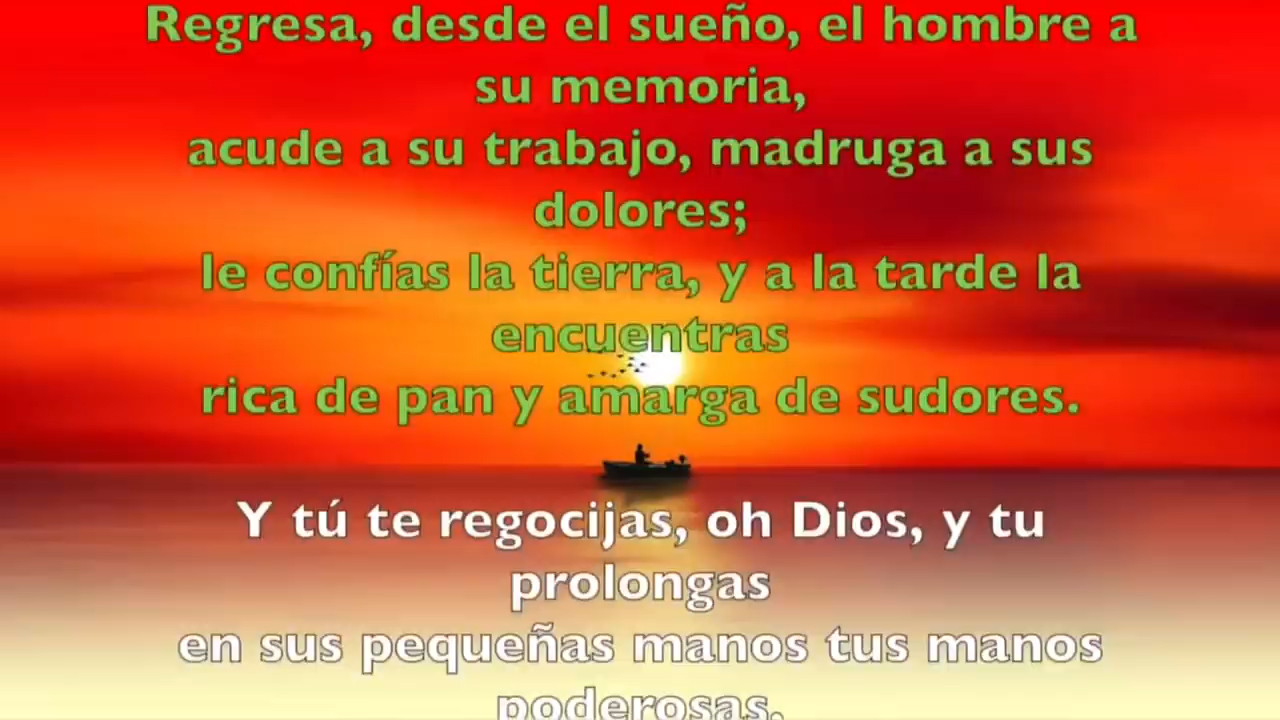 Regresa, desde el sueño, el hombre a
su memoria,
acude a su trabajo, madruga a sus
dolores;
le confías la tierra, y a la tarde la
encuentras
rica de pan y amarga de sudores.
Y tú te regocijas, oh Dios, y tu
prolongas
en sus pequeñas manos tus manos
poderosas.